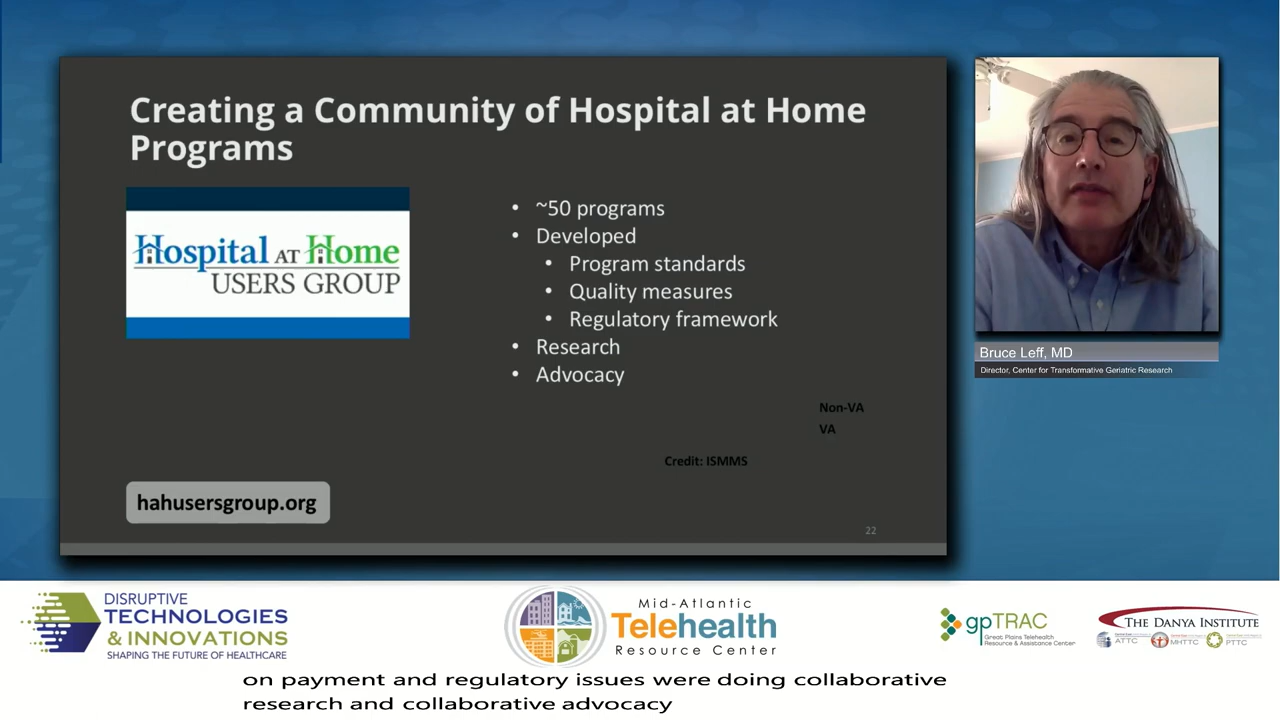 Creating a Community of Hospital at Home
Programs
Hospital AT Home
USERS GROUP
• ~50 programs
• Developed
• Program standards
• Quality measures
• Regulatory framework
• Research
• Advocacy
Non-VA
VA
Credit: ISMMS
hahusersgroup.org
22
Bruce Leff, MD
Director, Center for Transformative Geriatric Research
DISRUPTIVE
TECHNOLOGIES
& INNOVATIONS
SHAPING THE FUTURE OF HEALTHCARE
Mid-Atlantic
Telehealth
Resource Center
gpTRAC
Great Plains Telehealth
Resource & Assistance Center
THE DANYA INSTITUTE
ATTC
MHTTC
PTTC
on payment and regulatory issues were doing collaborative
research and collaborative advocacy